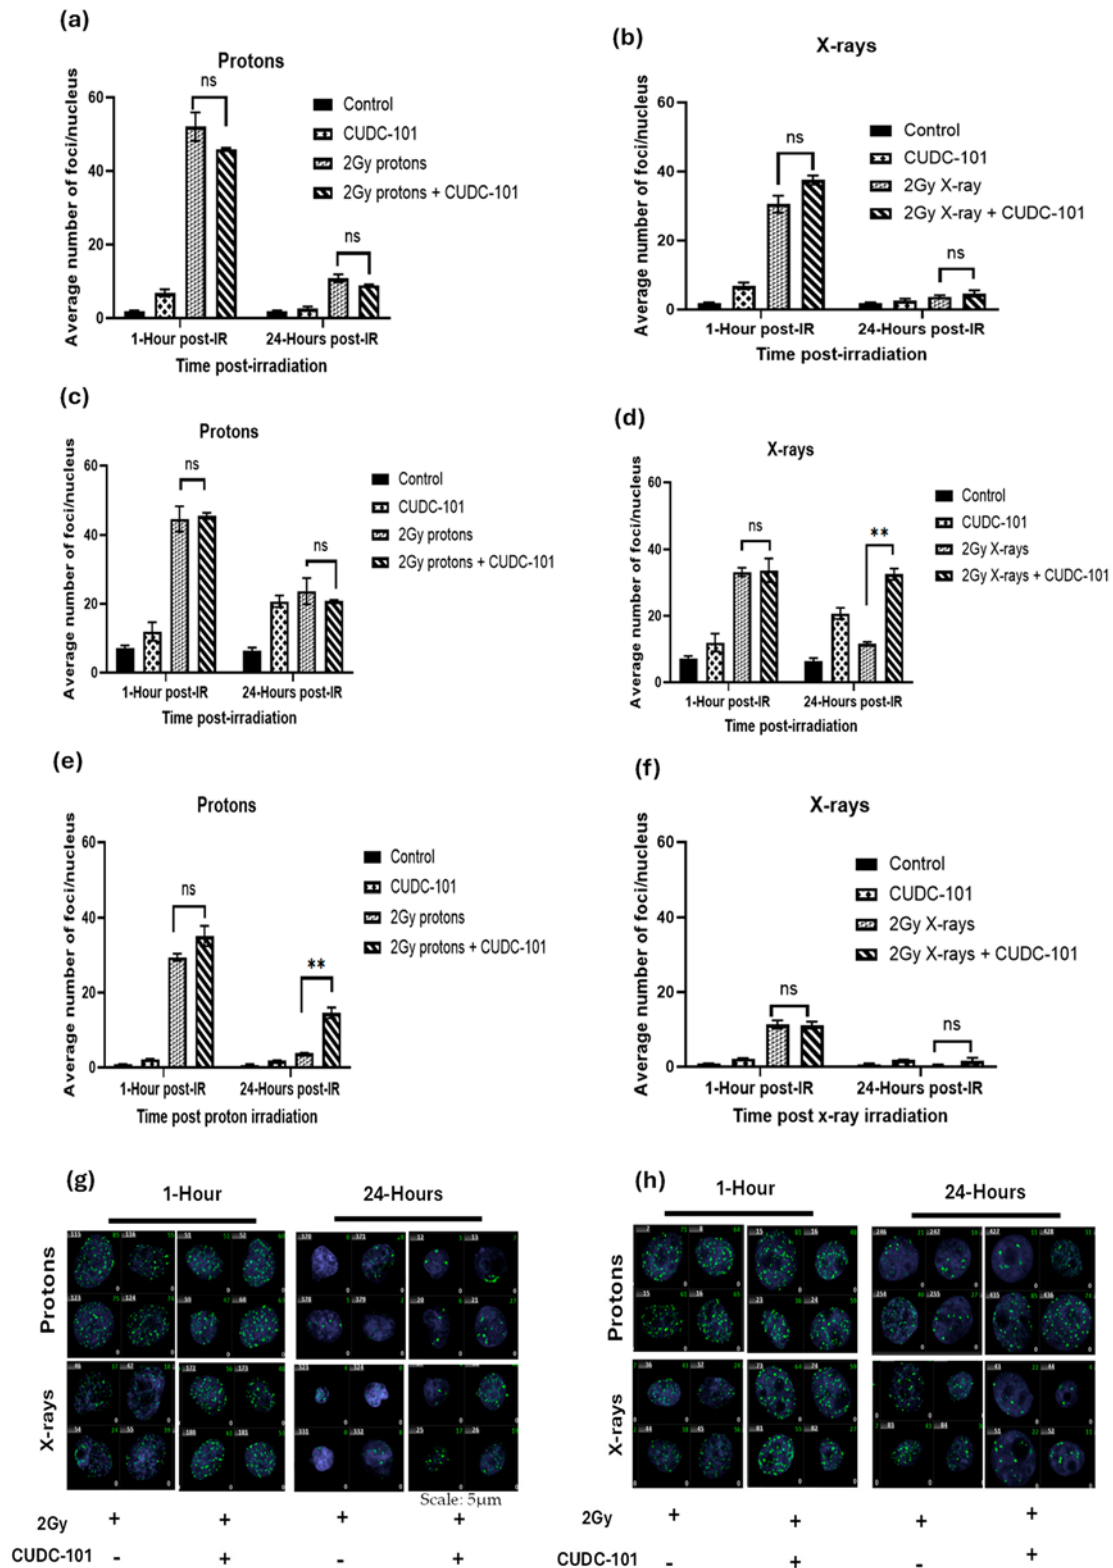 (a)
Protons
ns
Average number of foci/nucleus
60
40
20
0
Control
CUDC-101
2Gy protons
2Gy protons + CUDC-101
ns
1-Hour post-IR
24-Hours post-IR
Time post-irradiation
(b)
X-rays
Average number of foci/nucleus
60
40
20
0
ns
Control
CUDC-101
2Gy X-ray
2Gy X-ray + CUDC-101
ns
1-Hour post-IR
24-Hours post-IR
Time post-irradiation
(c)
Protons
Average number of foci/nucleus
60
40
20
0
ns
ns
Control
CUDC-101
2Gy protons
2Gy protons + CUDC-101
1-Hour post-IR
24-Hours post-IR
Time post-irradiation
(d)
X-rays
Average number of foci/nucleus
60
40
20
0
ns
**
Control
CUDC-101
2Gy X-rays
2Gy X-rays + CUDC-101
1-Hour post-IR
24-Hours post-IR
Time post-irradiation
(e)
Protons
Average number of foci/nucleus
60
40
20
0
ns
**
Control
CUDC-101
2Gy protons
2Gy protons + CUDC-101
1-Hour post-IR
24-Hours post-IR
Time post proton irradiation
(f)
X-rays
Average number of foci/nucleus
60
40
20
0
ns
ns
Control
CUDC-101
2Gy X-rays
2Gy X-rays + CUDC-101
1-Hour post-IR
24-Hours post-IR
Time post x-ray irradiation
(g)
1-Hour
24-Hours
Protons
X-rays
Scale: 5µm
2Gy + + + +
CUDC-101 - + - +
(h)
1-Hour
24-Hours
Protons
X-rays
2Gy + + + +
CUDC-101 - + - +